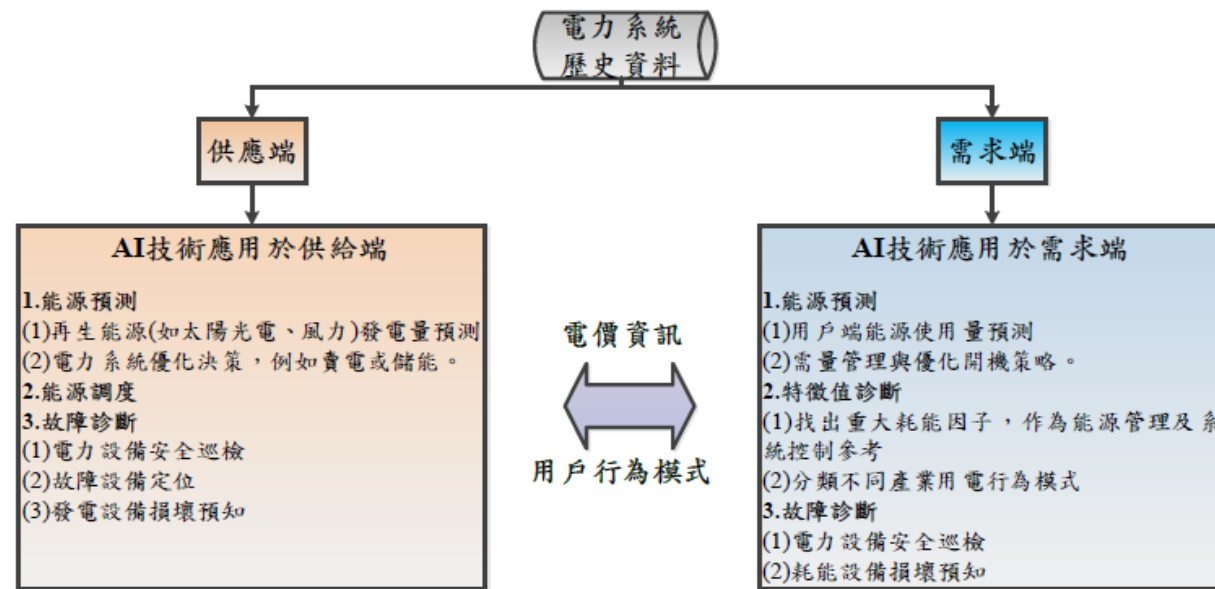 電力系統
歷史資料
供應端
需求端
AI技術應用於供給端
1.能源預測
(1)再生能源(如太陽光電、風力)發電量預測
(2)電力系統優化決策，例如賣電或儲能。
2.能源調度
3.故障診斷
(1)電力設備安全巡檢
(2)故障設備定位
(3)發電設備損壞預知
電價資訊
用戶行為模式
AI技術應用於需求端
1.能源預測
(1)用戶端能源使用量預測
(2)需量管理與優化開機策略。
2.特徵值診斷
(1)找出重大耗能因子，作為能源管理及系
統控制參考
(2)分類不同產業用電行為模式
3.故障診斷
(1)電力設備安全巡檢
(2)耗能設備損壞預知